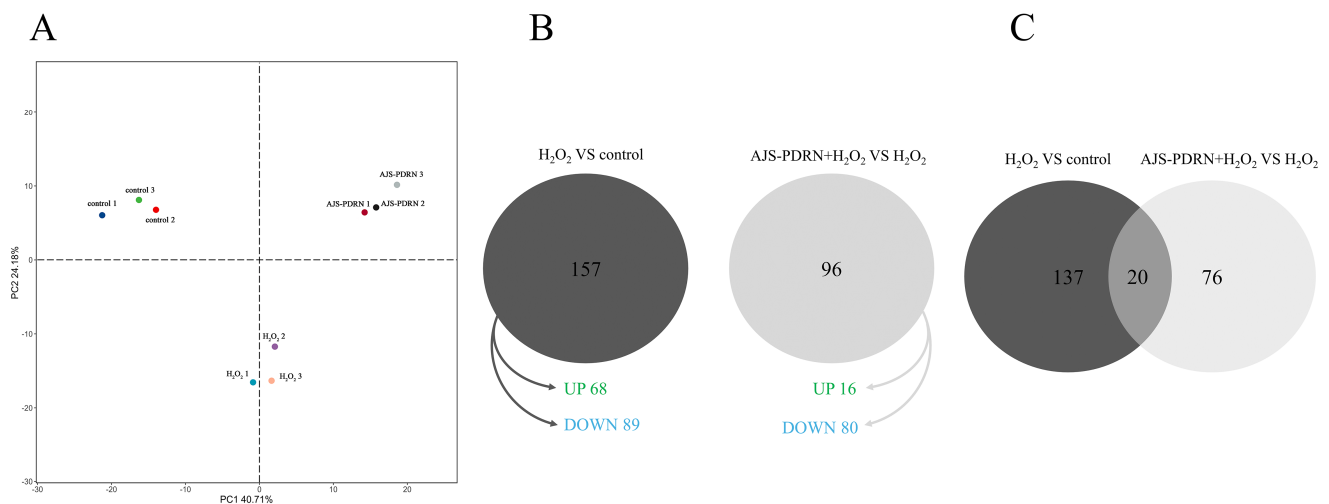 A
B
C
20
10
0
-10
-20
-30
-30
-20
-10
0
10
20
PC2 24.18%
PC1 40.71%
control 1
control 3
control 2
AJS-PDRN 3
AJS-PDRN 1
AJS-PDRN 2
H₂O₂ 2
H₂O₂ 1
H₂O₂ 3
H₂O₂ VS control
157
UP 68
DOWN 89
AJS-PDRN+H₂O₂ VS H₂O₂
96
UP 16
DOWN 80
H₂O₂ VS control
AJS-PDRN+H₂O₂ VS H₂O₂
137
20
76